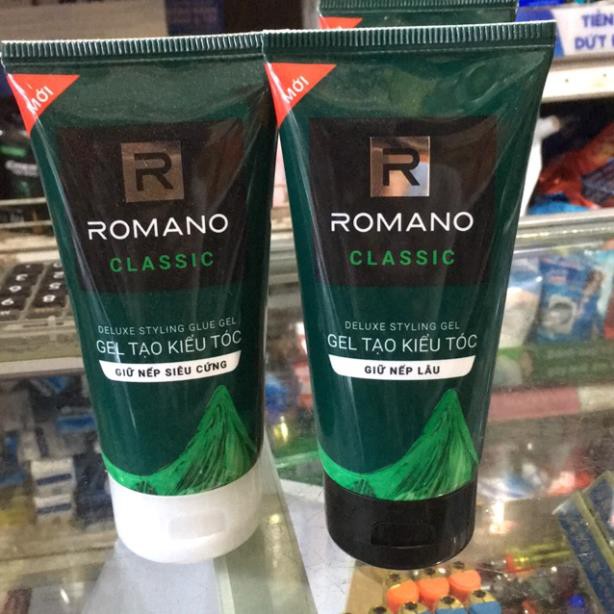 MỚI
R
ROMANO
CLASSIC
DELUXE STYLING GLUE GEL
GEL TẠO KIỂU TÓC
GIỮ NẾP SIÊU CỨNG
MỚI
R
ROMANO
CLASSIC
DELUXE STYLING GEL
GEL TẠO KIỂU TÓC
GIỮ NẾP LÂU
DỨT